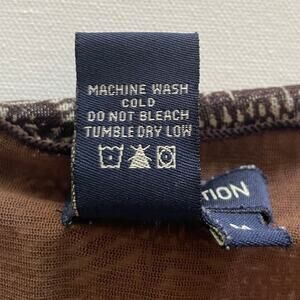 MACHINE WASH
COLD
DO NOT BLEACH
TUMBLE DRY LOW
TION